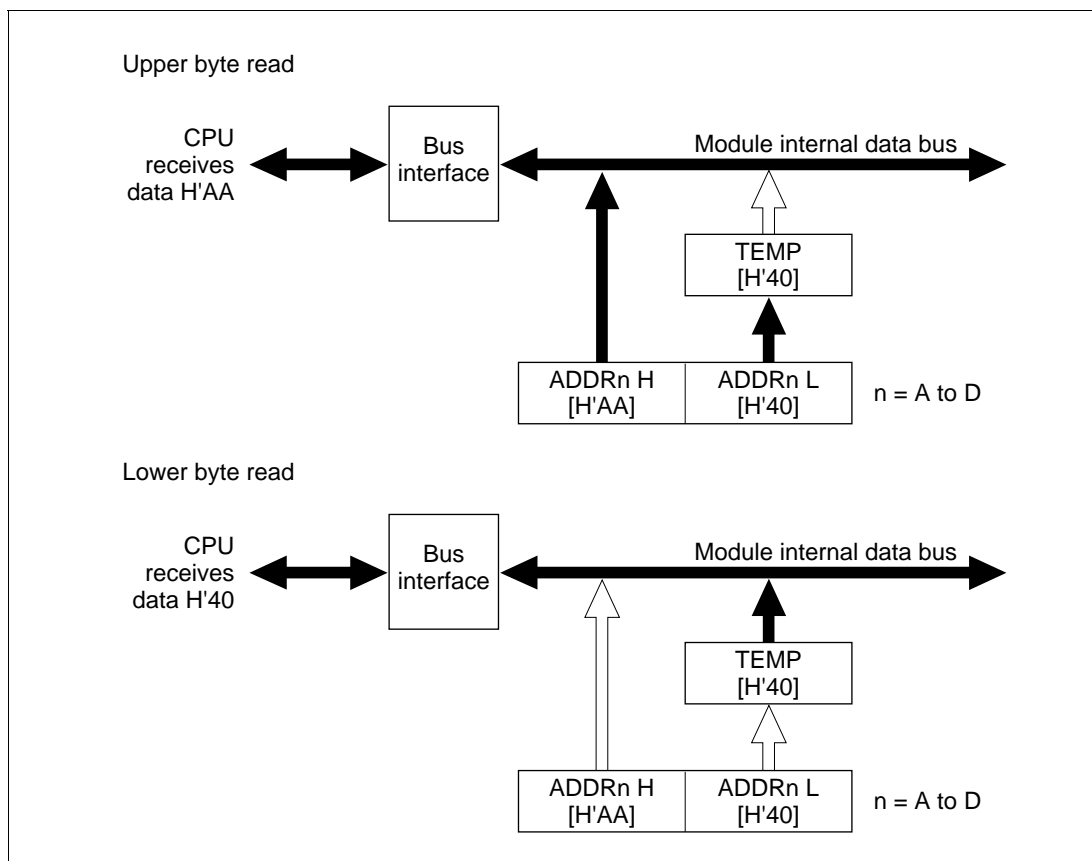 Upper byte read
CPU
receives
data H'AA
Bus
interface
Module internal data bus
TEMP
[H'40]
ADDRn H
[H'AA]
ADDRn L
[H'40]
n = A to D
Lower byte read
CPU
receives
data H'40
Bus
interface
Module internal data bus
TEMP
[H'40]
ADDRn H
[H'AA]
ADDRn L
[H'40]
n = A to D